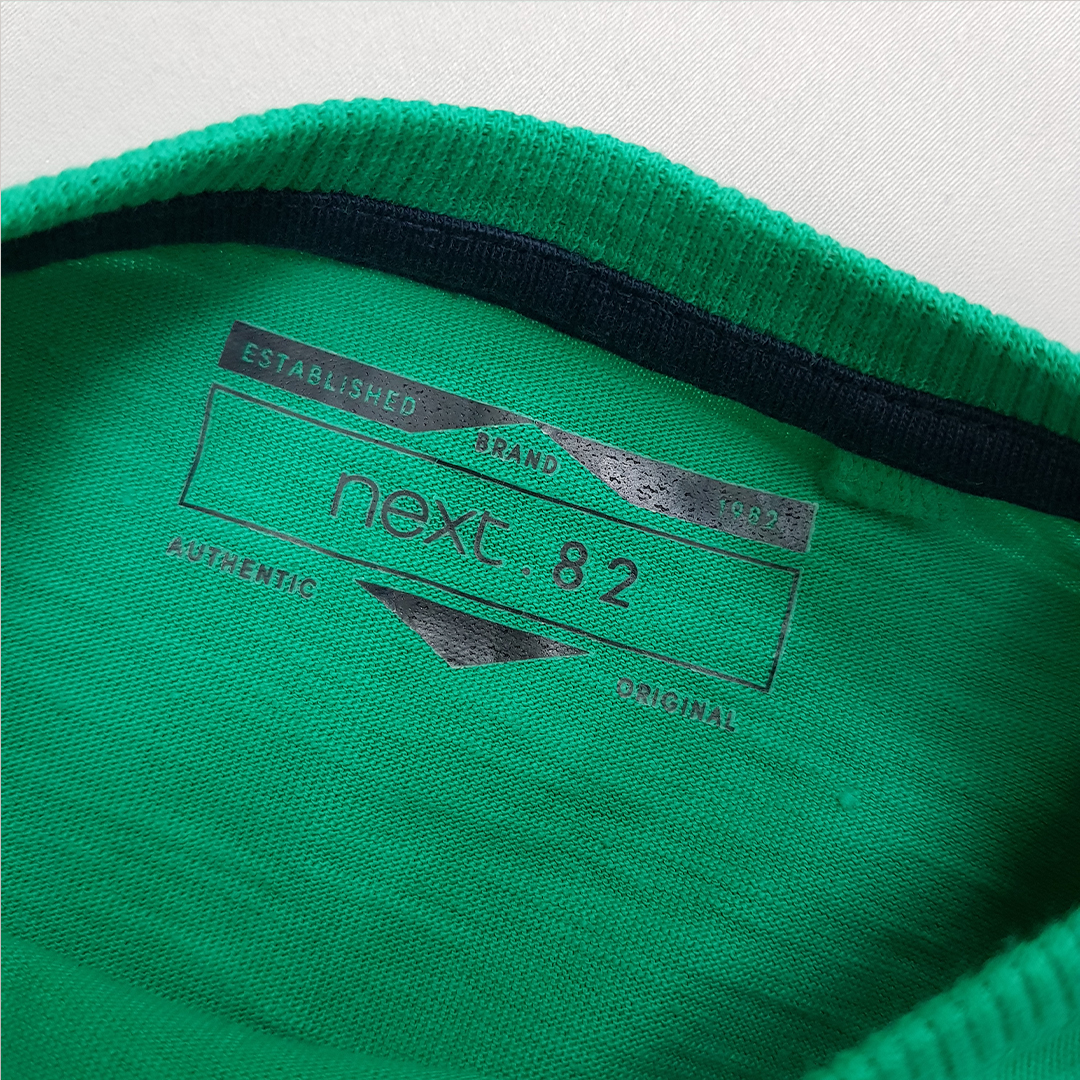 ESTABLISHED
BRAND
1982
next.82
AUTHENTIC
ORIGINAL